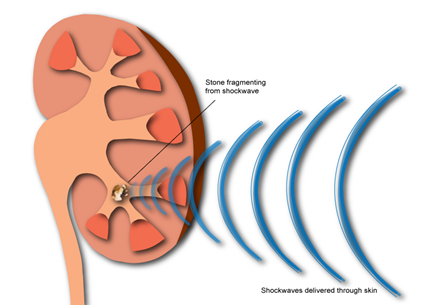 Stone fragmenting
from shockwave
Shockwaves delivered through skin